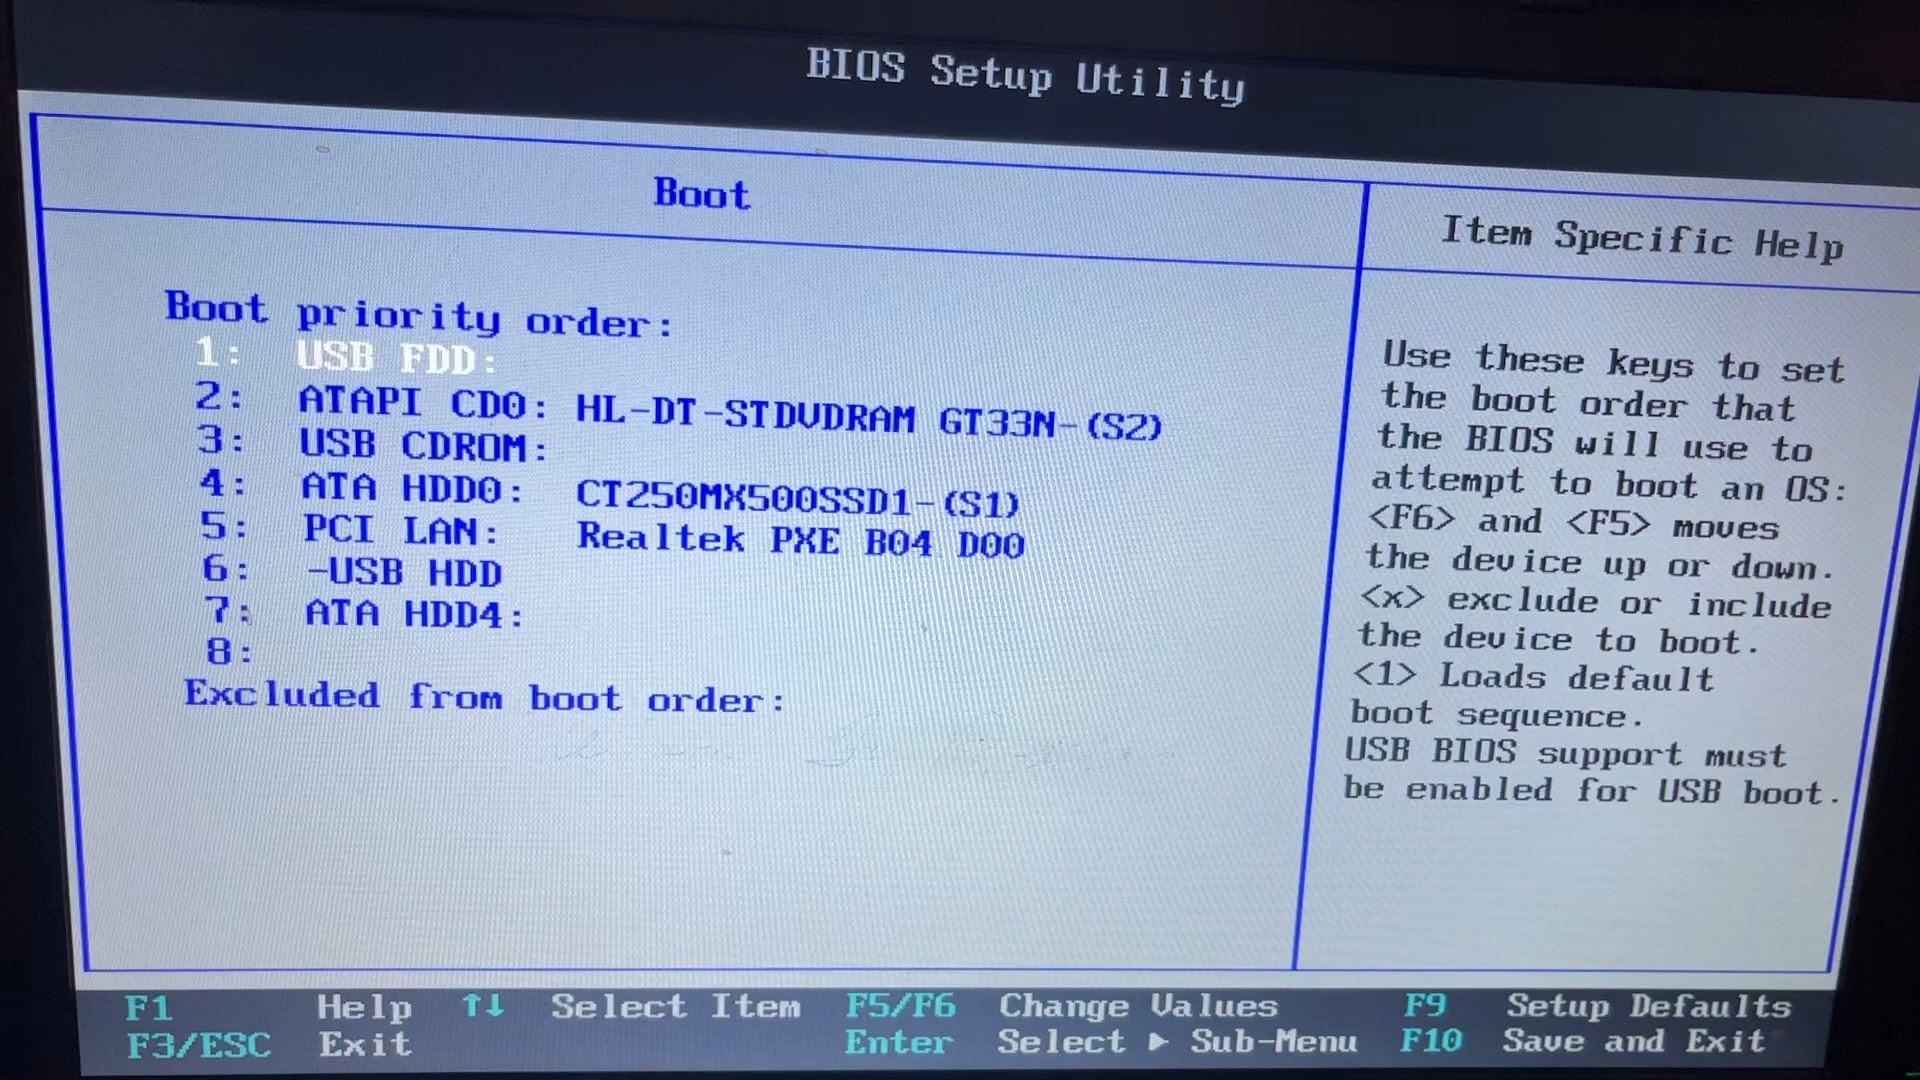 BIOS Setup Utility
Boot
Boot priority order:
1: USB FDD:
2: ATAPI CD0: HL-DT-STDVDRAM GT33N-(S2)
3: USB CDROM:
4: ATA HDD0: CT250MX500SSD1-(S1)
5: PCI LAN: Realtek PXE B04 D00
6: -USB HDD
7: ATA HDD4:
8:
Excluded from boot order:
Item Specific Help
Use these keys to set
the boot order that
the BIOS will use to
attempt to boot an OS:
<F6> and <F5> moves
the device up or down.
<x> exclude or include
the device to boot.
<1> Loads default
boot sequence.
USB BIOS support must
be enabled for USB boot.
F1 Help ↑↓ Select Item F5/F6 Change Values F9 Setup Defaults
F3/ESC Exit Enter Select ▶ Sub-Menu F10 Save and Exit